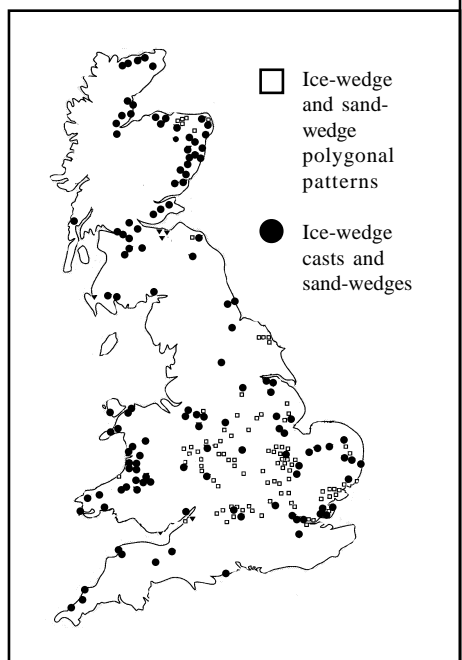 Ice-wedge
and sand-
wedge
polygonal
patterns
Ice-wedge
casts and
sand-wedges